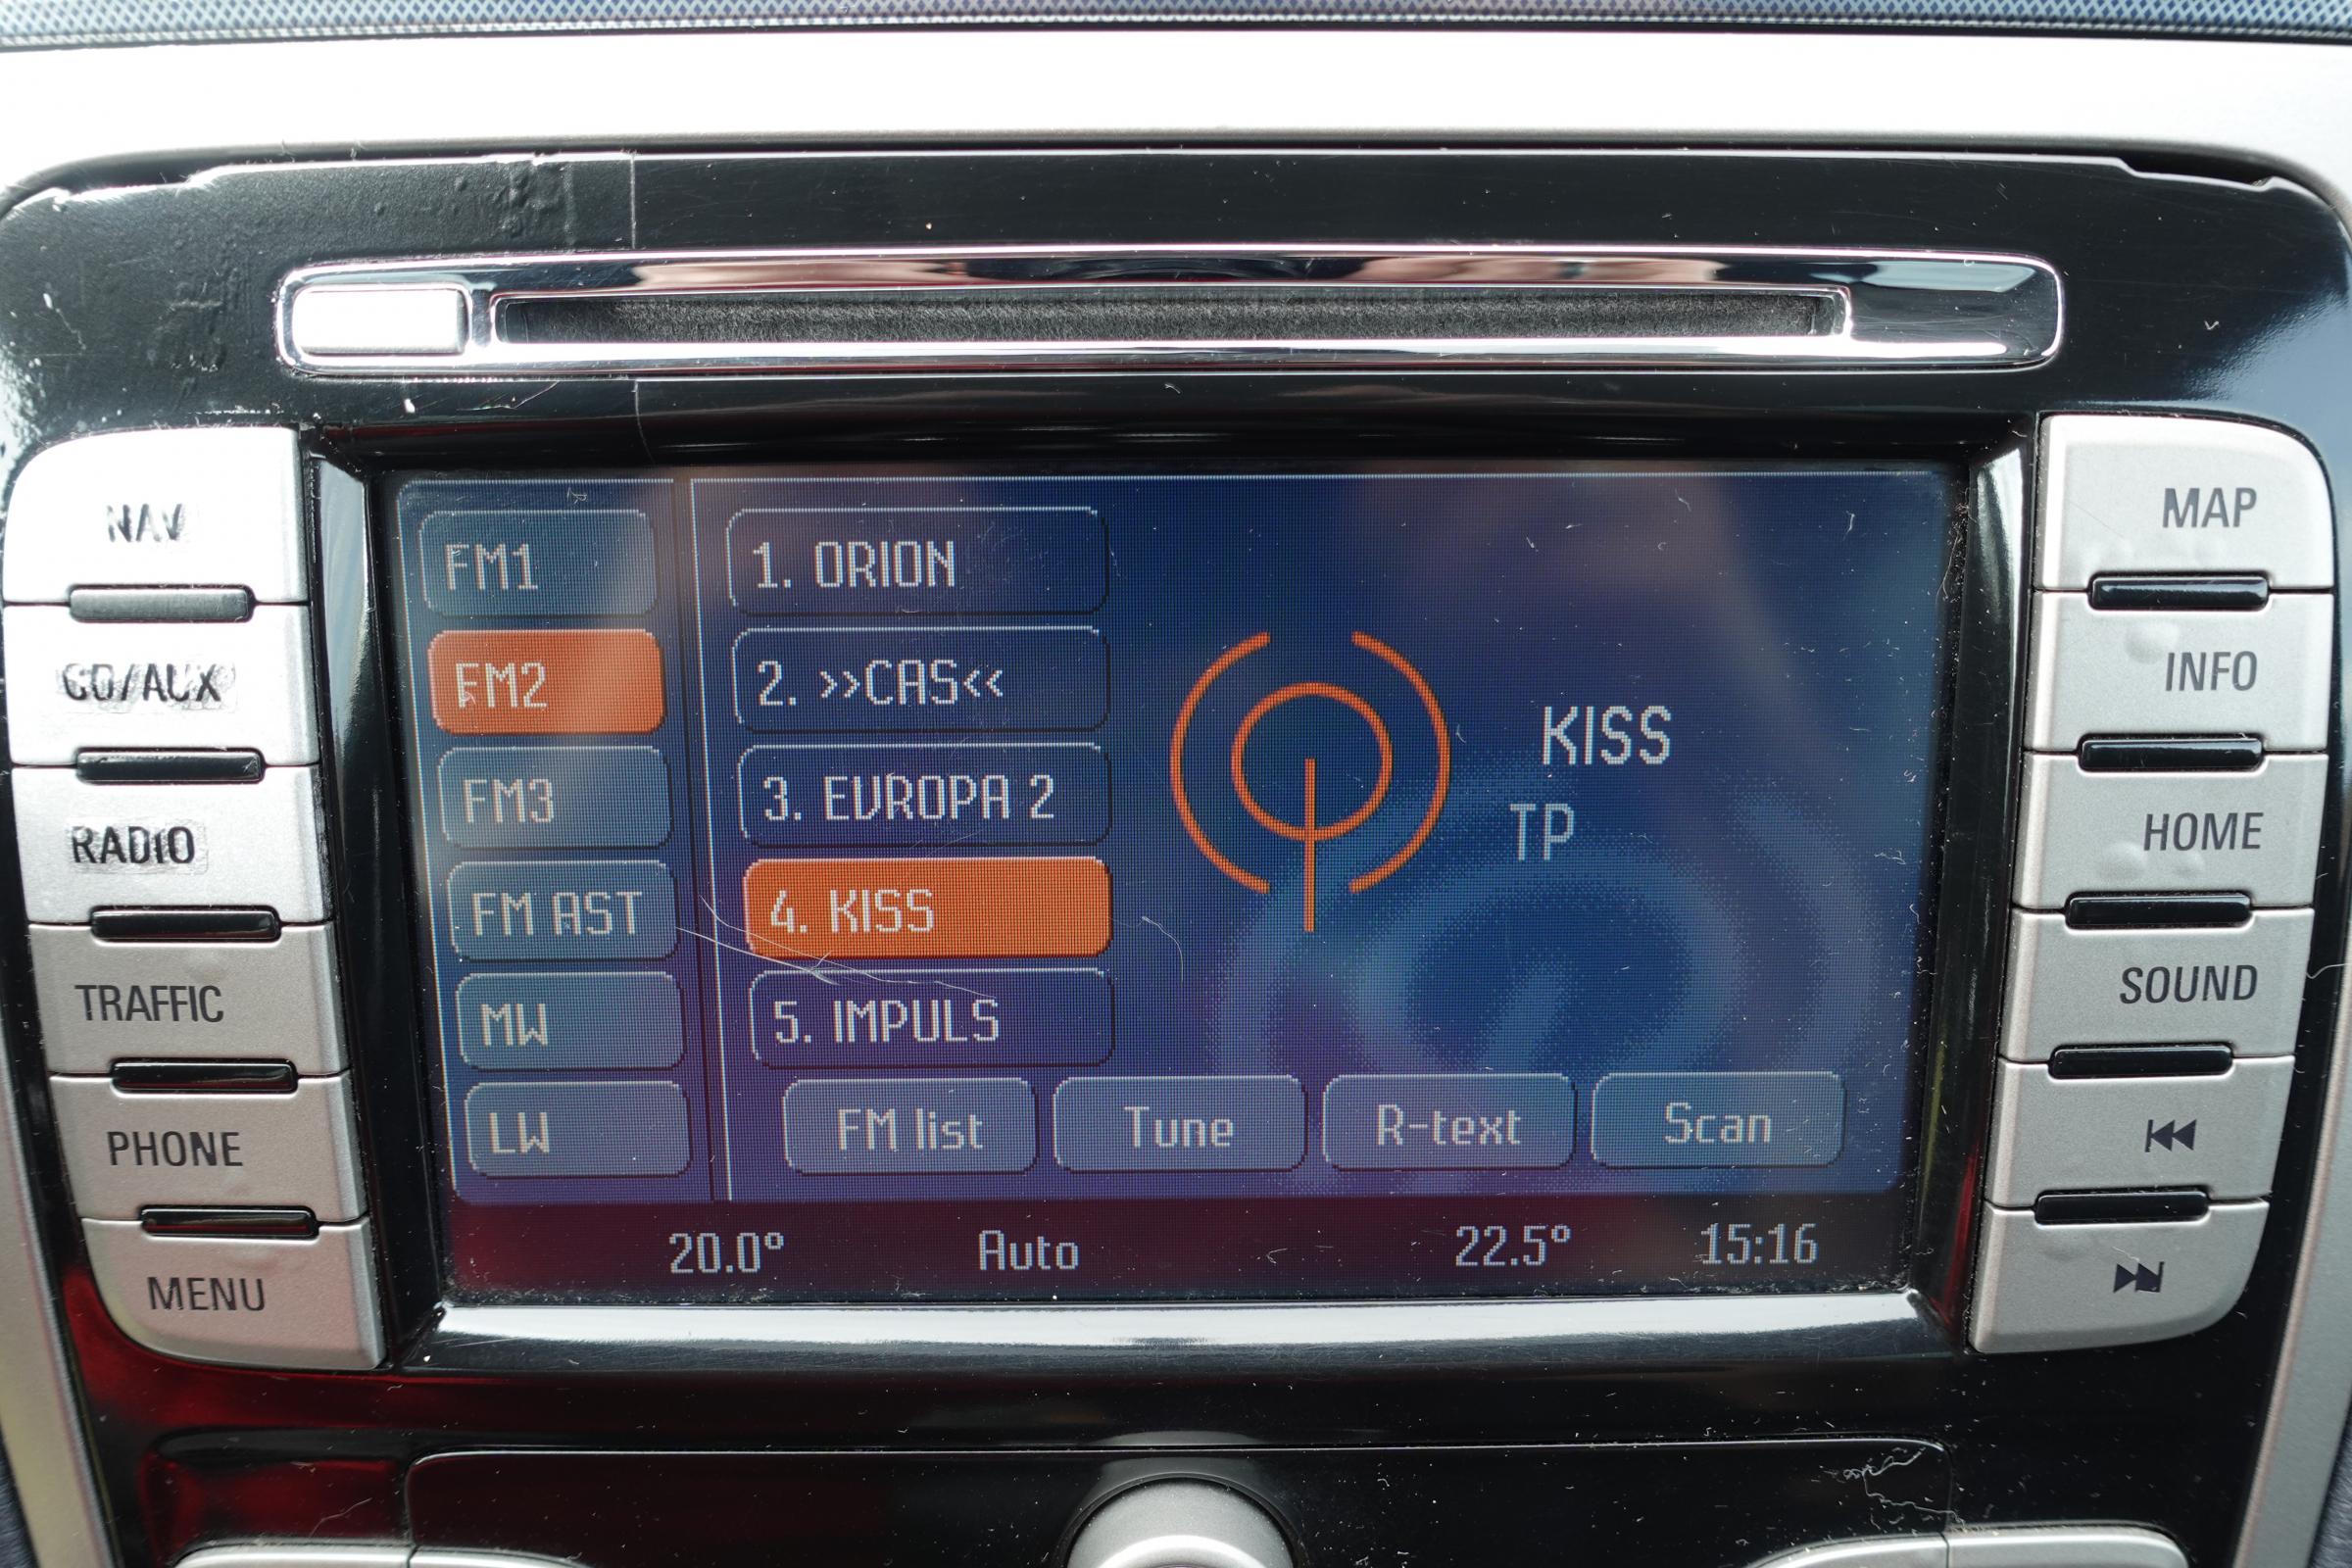 NAV
CD/AUX
RADIO
TRAFFIC
PHONE
MENU
FM1
FM2
FM3
FM AST
MW
LW
1. ORION
2. >>CAS<<
3. EVROPA 2
4. KISS
5. IMPULS
KISS
TP
FM list
Tune
R-text
Scan
20.0°
Auto
22.5°
15:16
MAP
INFO
HOME
SOUND